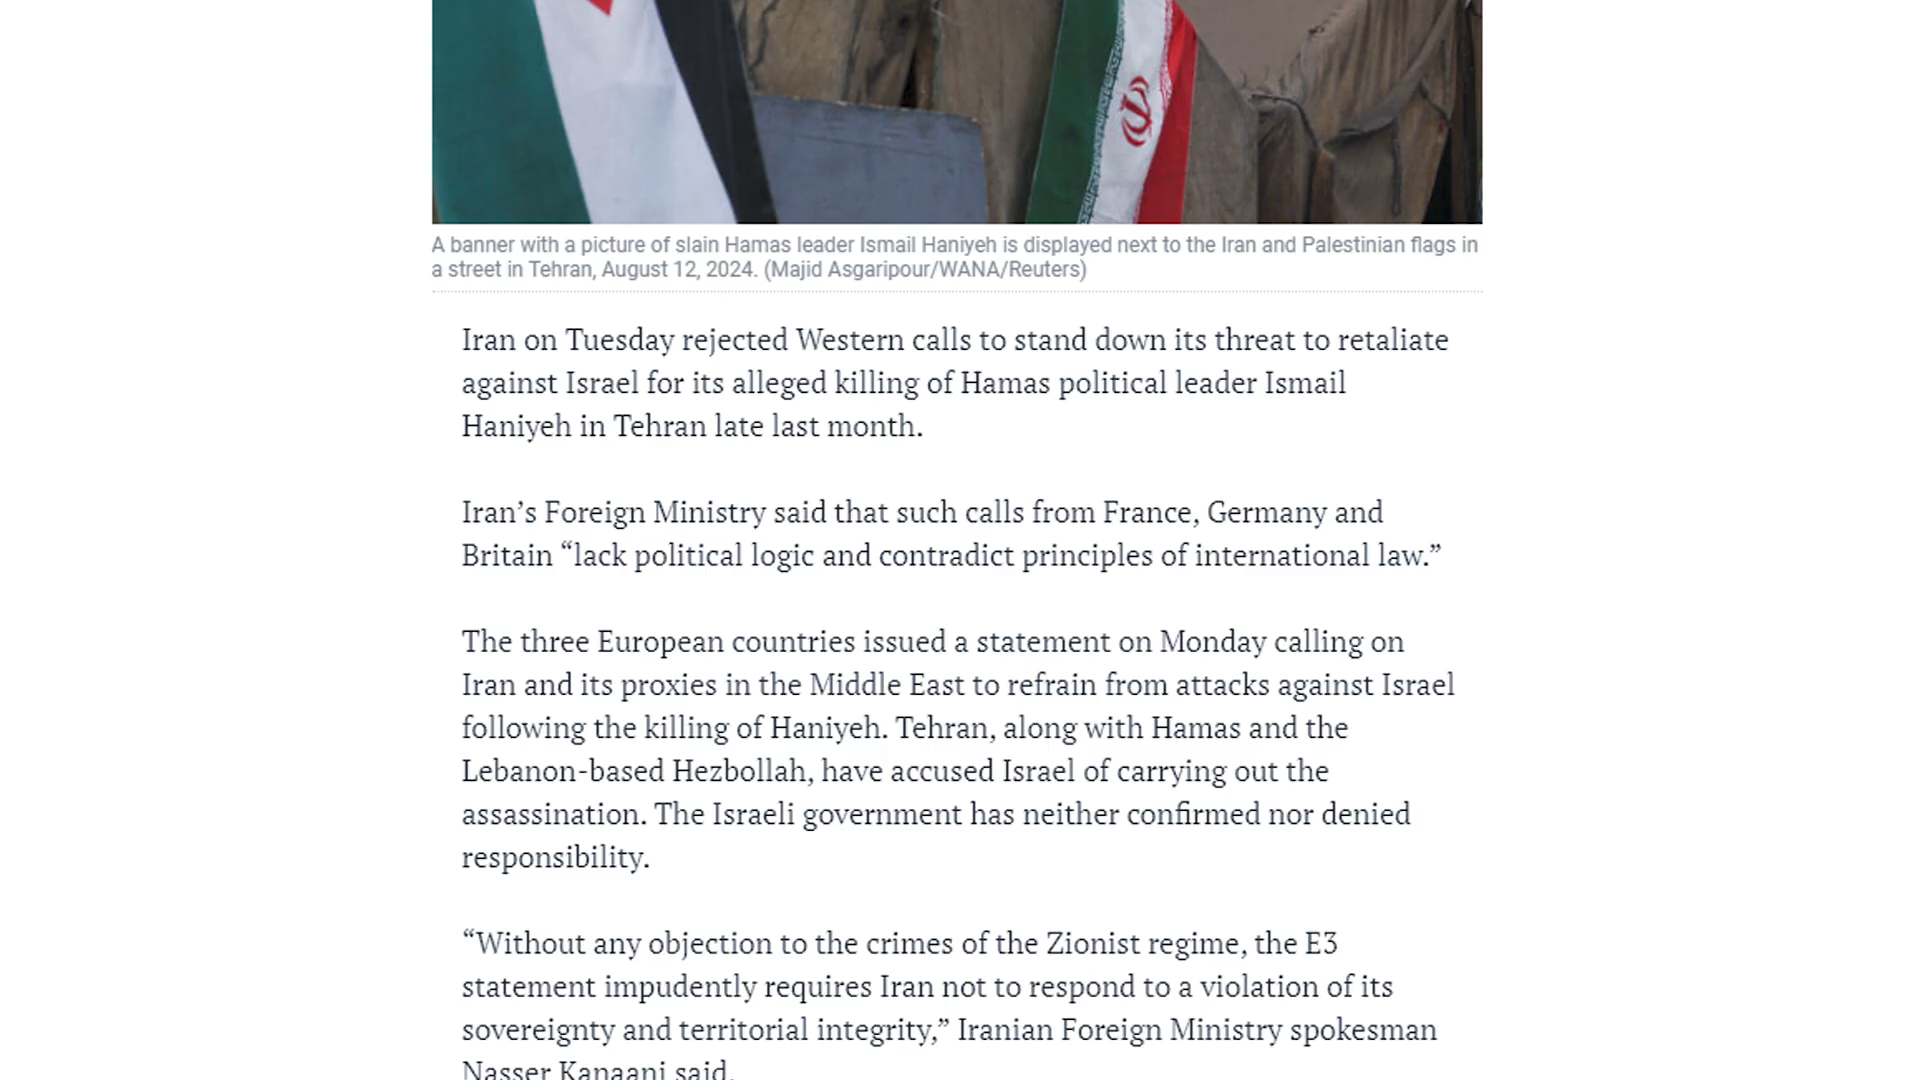 A banner with a picture of slain Hamas leader Ismail Haniyeh is displayed next to the Iran and Palestinian flags in
a street in Tehran, August 12, 2024. (Majid Asgaripour/WANA/Reuters)
Iran on Tuesday rejected Western calls to stand down its threat to retaliate
against Israel for its alleged killing of Hamas political leader Ismail
Haniyeh in Tehran late last month.
Iran’s Foreign Ministry said that such calls from France, Germany and
Britain “lack political logic and contradict principles of international law.”
The three European countries issued a statement on Monday calling on
Iran and its proxies in the Middle East to refrain from attacks against Israel
following the killing of Haniyeh. Tehran, along with Hamas and the
Lebanon-based Hezbollah, have accused Israel of carrying out the
assassination. The Israeli government has neither confirmed nor denied
responsibility.
“Without any objection to the crimes of the Zionist regime, the E3
statement impudently requires Iran not to respond to a violation of its
sovereignty and territorial integrity,” Iranian Foreign Ministry spokesman
Nasser Kanaani said.